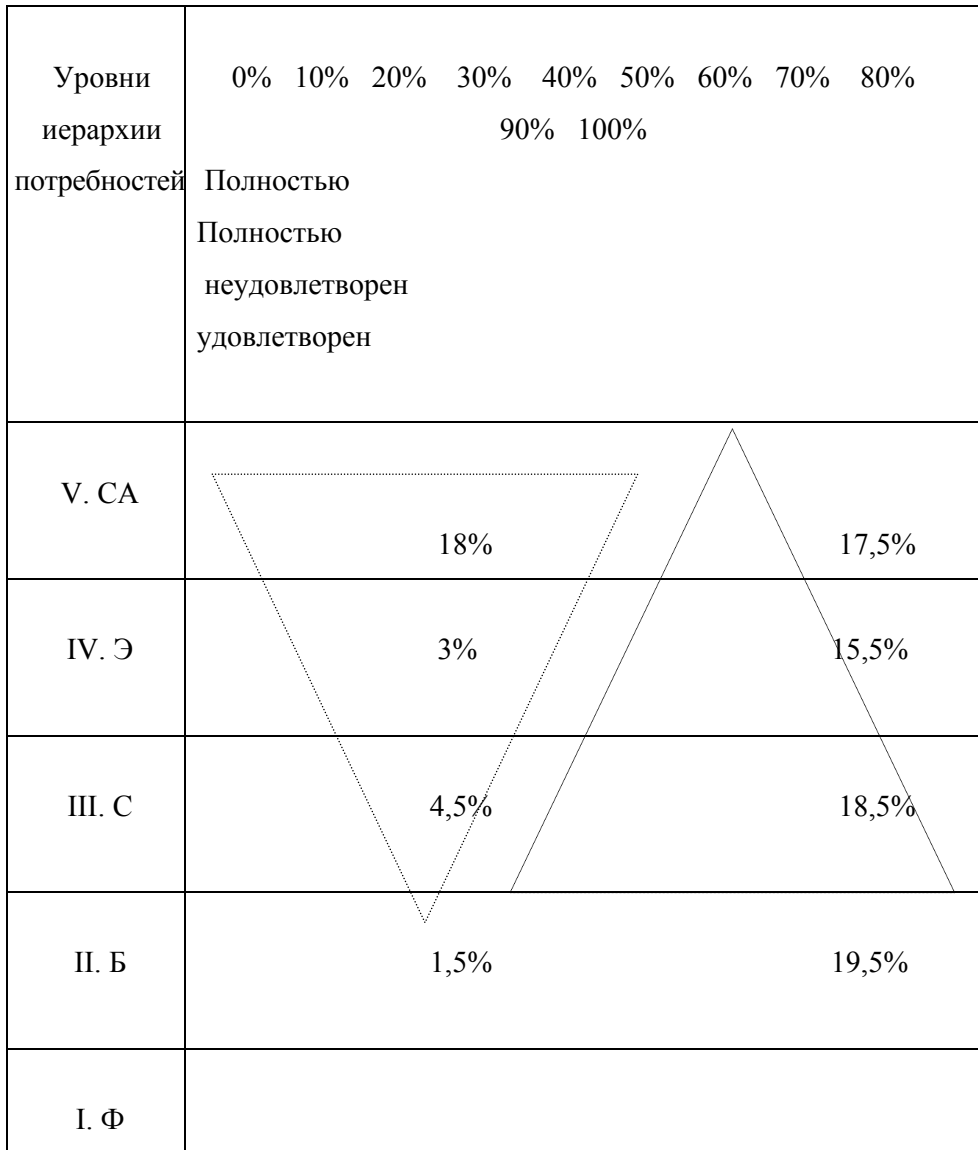 Уровни
иерархии
потребностей
0% 10% 20% 30% 40% 50% 60% 70% 80%
90% 100%
Полностью
Полностью
неудовлетворен
удовлетворен
V. СА
18% 17,5%
IV. Э
3% 15,5%
III. С
4,5% 18,5%
II. Б
1,5% 19,5%
I. Ф